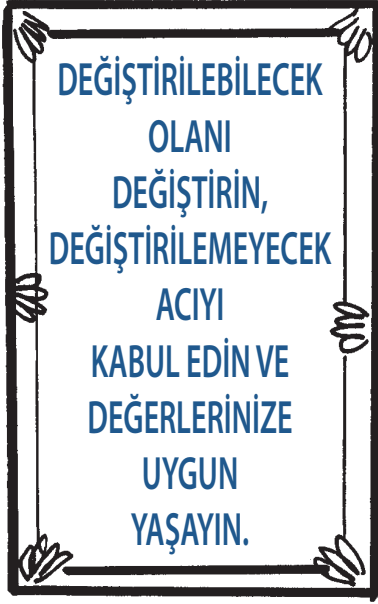 DEĞİŞTİRİLEBİLECEK
OLANI
DEĞİŞTİRİN,
DEĞİŞTİRİLEMEYECEK
ACIYI
KABUL EDİN VE
DEĞERLERİNİZE
UYGUN
YAŞAYIN.